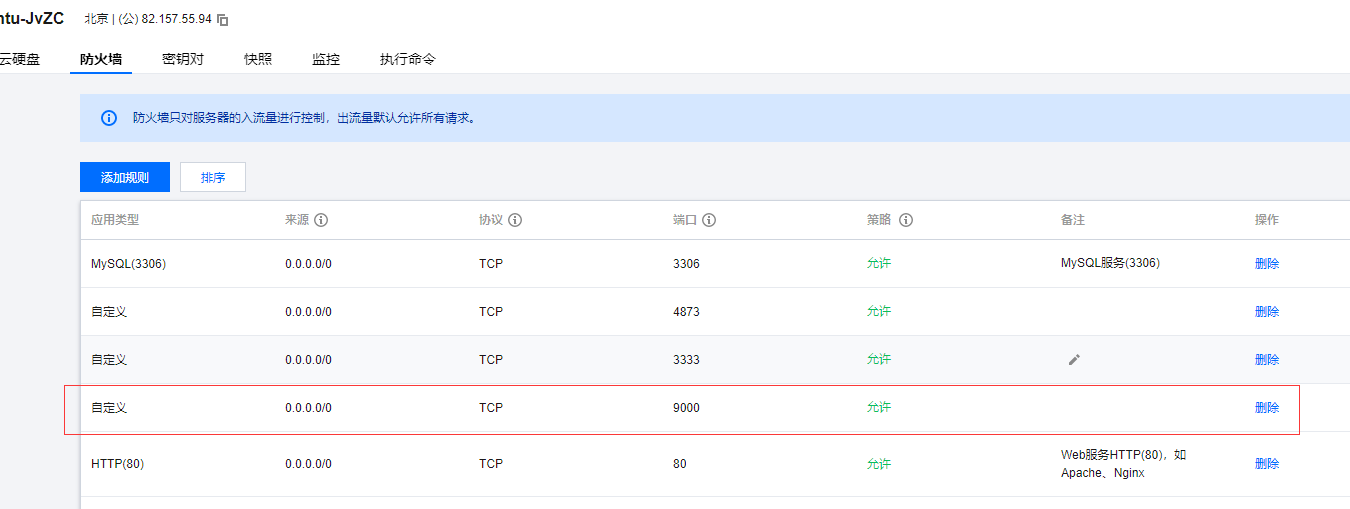 ntu-JvZC 北京 | (公) 82.157.55.94
云硬盘 防火墙 密钥对 快照 监控 执行命令
防火墙只对服务器的入流量进行控制，出流量默认允许所有请求。
添加规则 排序
应用类型 来源 协议 端口 策略 备注 操作
MySQL(3306) 0.0.0.0/0 TCP 3306 允许 MySQL服务(3306) 删除
自定义 0.0.0.0/0 TCP 4873 允许 删除
自定义 0.0.0.0/0 TCP 3333 允许 删除
自定义 0.0.0.0/0 TCP 9000 允许 删除
HTTP(80) 0.0.0.0/0 TCP 80 允许 Web服务HTTP(80)，如 删除
Apache、Nginx